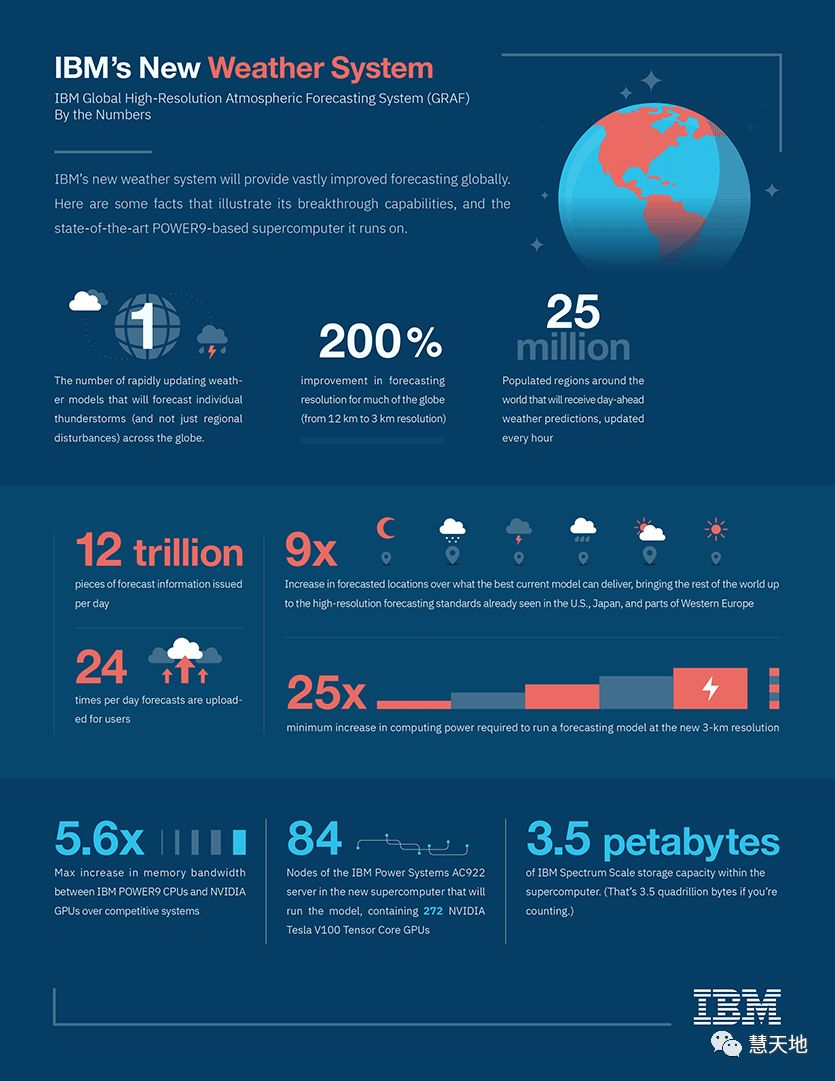 IBM's New Weather System
IBM Global High-Resolution Atmospheric Forecasting System (GRAF)
By the Numbers
IBM's new weather system will provide vastly improved forecasting globally.
Here are some facts that illustrate its breakthrough capabilities, and the
state-of-the-art POWER9-based supercomputer it runs on.
1
The number of rapidly updating weath-
er models that will forecast individual
thunderstorms (and not just regional
disturbances) across the globe.
200%
improvement in forecasting
resolution for much of the globe
(from 12 km to 3 km resolution)
25
million
Populated regions around the
world that will receive day-ahead
weather predictions, updated
every hour
12 trillion
pieces of forecast information issued
per day
24
times per day forecasts are upload-
ed for users
9x
Increase in forecasted locations over what the best current model can deliver, bringing the rest of the world up
to the high-resolution forecasting standards already seen in the U.S., Japan, and parts of Western Europe
25x
minimum increase in computing power required to run a forecasting model at the new 3-km resolution
5.6x
Max increase in memory bandwidth
between IBM POWER9 CPUs and NVIDIA
GPUs over competitive systems
84
Nodes of the IBM Power Systems AC922
server in the new supercomputer that will
run the model, containing 272 NVIDIA
Tesla V100 Tensor Core GPUs
3.5 petabytes
of IBM Spectrum Scale storage capacity within the
supercomputer. (That's 3.5 quadrillion bytes if you're
counting.)
IBM
慧天地